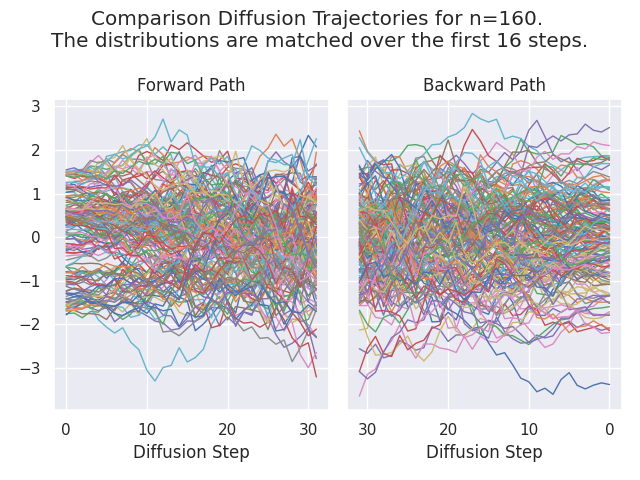 Comparison Diffusion Trajectories for n=160.
The distributions are matched over the first 16 steps.
Forward Path
Backward Path
3
2
1
0
−1
−2
−3
0 10 20 30
30 20 10 0
Diffusion Step
Diffusion Step